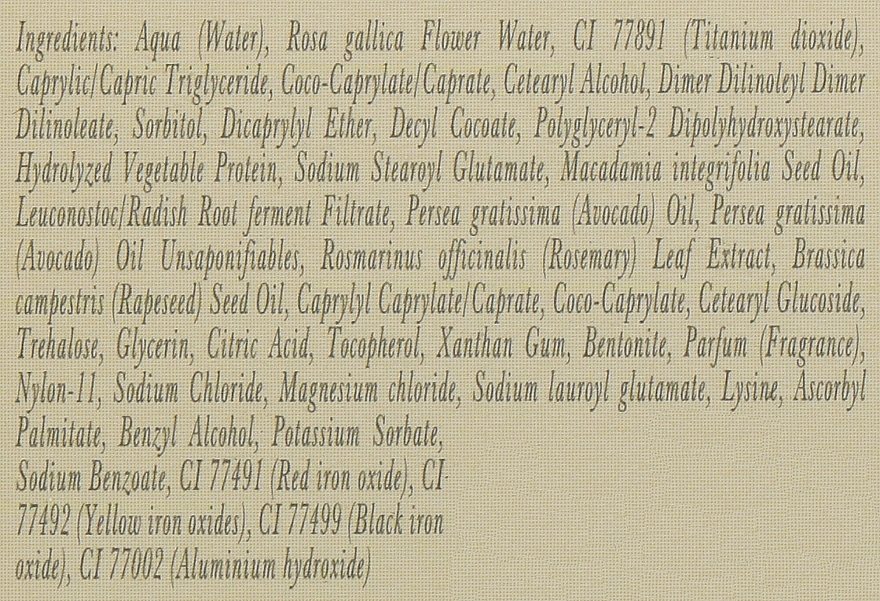 Ingredients: Aqua (Water), Rosa gallica Flower Water, CI 77891 (Titanium dioxide),
Caprylic/Capric Triglyceride, Coco-Caprylate/Caprate, Cetearyl Alcohol, Dimer Dilinoleyl Dimer
Dilinoleate, Sorbitol, Dicaprylyl Ether, Decyl Cocoate, Polyglyceryl-2 Dipolyhydroxystearate,
Hydrolyzed Vegetable Protein, Sodium Stearoyl Glutamate, Macadamia integrifolia Seed Oil,
Leuconostoc/Radish Root ferment Filtrate, Persea gratissima (Avocado) Oil, Persea gratissima
(Avocado) Oil Unsaponifiables, Rosmarinus officinalis (Rosemary) Leaf Extract, Brassica
campestris (Rapeseed) Seed Oil, Caprylyl Caprylate/Caprate, Coco-Caprylate, Cetearyl Glucoside,
Trehalose, Glycerin, Citric Acid, Tocopherol, Xanthan Gum, Bentonite, Parfum (Fragrance),
Nylon-11, Sodium Chloride, Magnesium chloride, Sodium lauroyl glutamate, Lysine, Ascorbyl
Palmitate, Benzyl Alcohol, Potassium Sorbate,
Sodium Benzoate, CI 77491 (Red iron oxide), CI-
77492 (Yellow iron oxides), CI 77499 (Black iron
oxide), CI 77002 (Aluminium hydroxide)